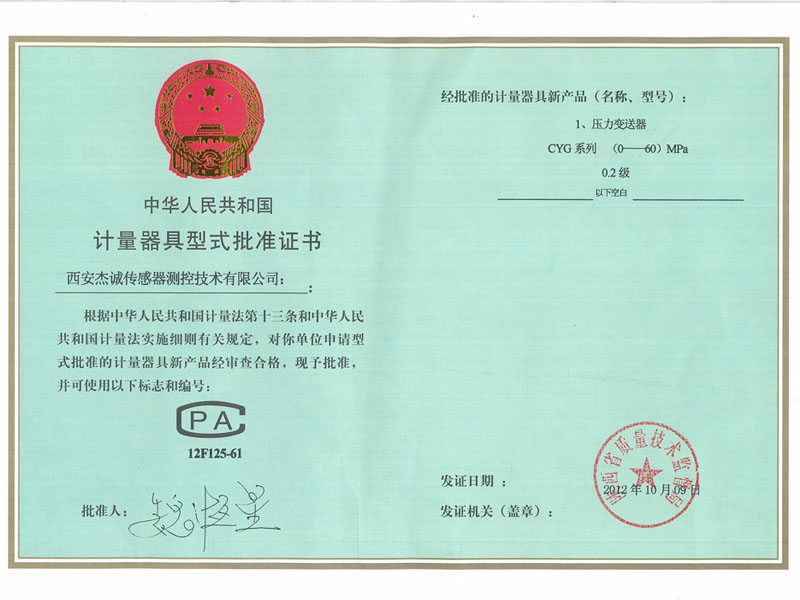 中华人民共和国
计量器具型式批准证书
西安杰诚传感器测控技术有限公司：
：
根据中华人民共和国计量法第十三条和中华人民
共和国计量法实施细则有关规定，对你单位申请型
式批准的计量器具新产品经审查合格，现予批准，
并可使用以下标志和编号：
CPA
12F125-61
批准人：
经批准的计量器具新产品（名称、型号）：
1、压力变送器
CYG 系列 （0——60）MPa
0.2 级
以下空白
发证日期 ：
2012 年 10 月 09 日
发证机关（盖章）：
陕西省质量技术监督局